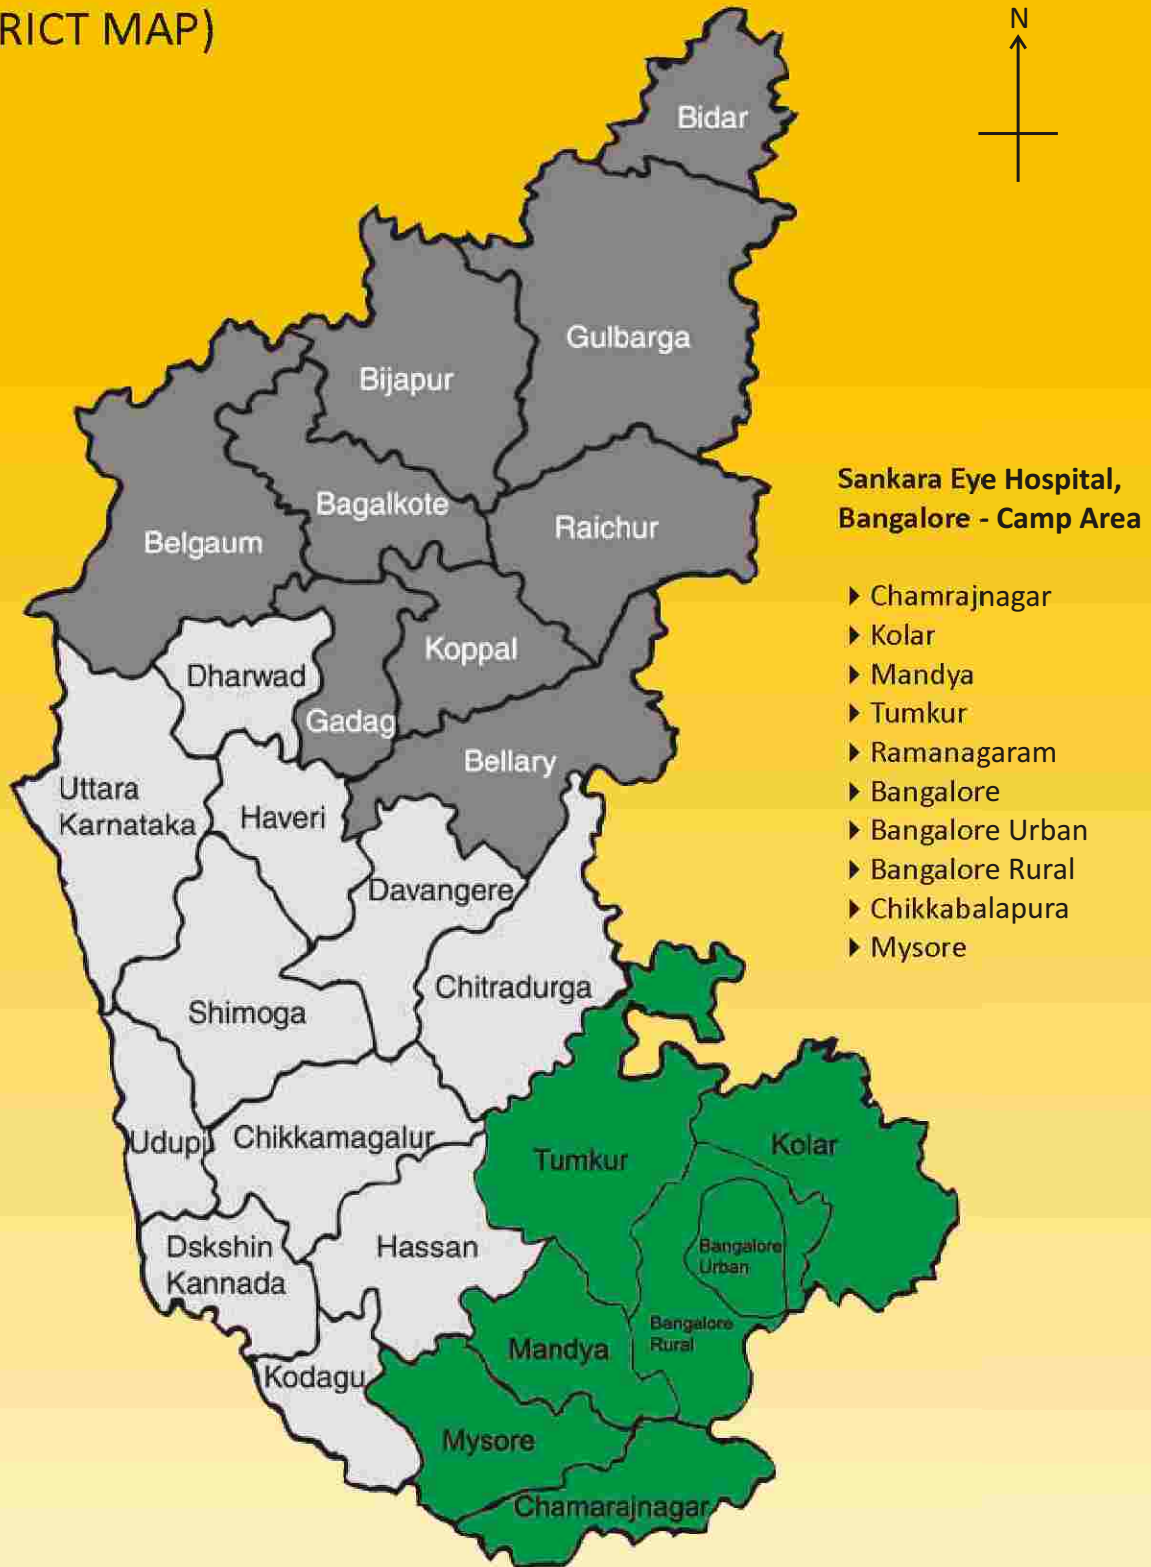 RICT MAP)
N
Bidar
Gulbarga
Bijapur
Bagalkote
Raichur
Belgaum
Koppal
Dharwad
Gadag
Bellary
Uttara
Karnataka
Haveri
Davangere
Chitradurga
Shimoga
Udupi
Chikkamagalur
Tumkur
Kolar
Dskshin
Kannada
Hassan
Bangalore
Urban
Bangalore
Rural
Mandya
Kodagu
Mysore
Chamarajnagar
Sankara Eye Hospital,
Bangalore - Camp Area
Chamrajnagar
Kolar
Mandya
Tumkur
Ramanagaram
Bangalore
Bangalore Urban
Bangalore Rural
Chikkabalapura
Mysore